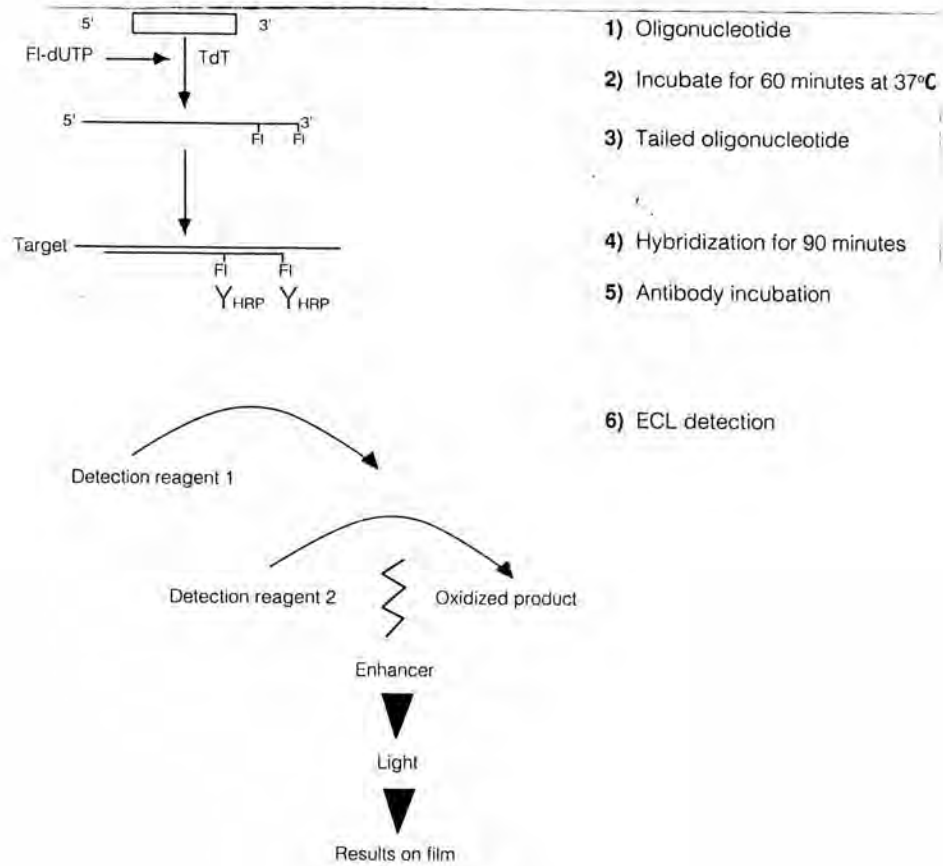 5' 3'
1) Oligonucleotide
Fl-dUTP TdT
2) Incubate for 60 minutes at 37°C
5' 3'
Fl Fl
3) Tailed oligonucleotide
Target
4) Hybridization for 90 minutes
Fl Fl
Y HRP Y HRP
5) Antibody incubation
6) ECL detection
Detection reagent 1
Detection reagent 2 Oxidized product
Enhancer
Light
Results on film